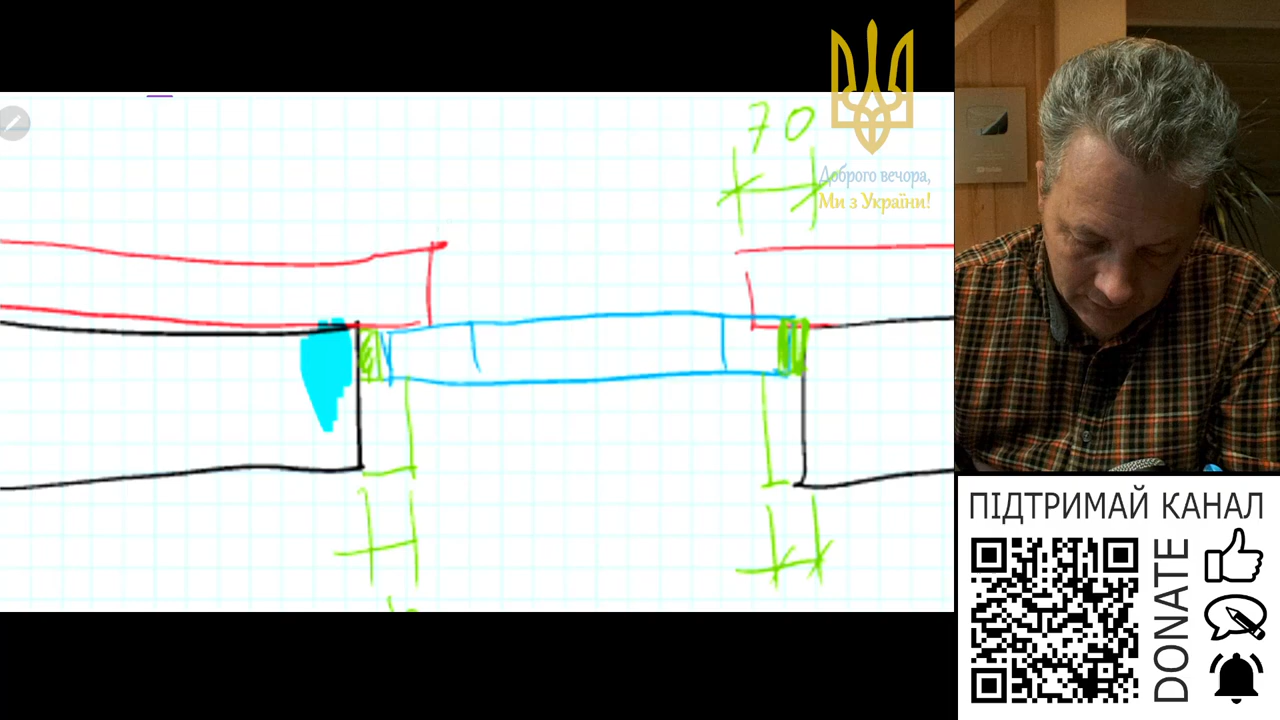 70
Доброго вечора,
Ми з України!
ПІДТРИМАЙ КАНАЛ
DONATE